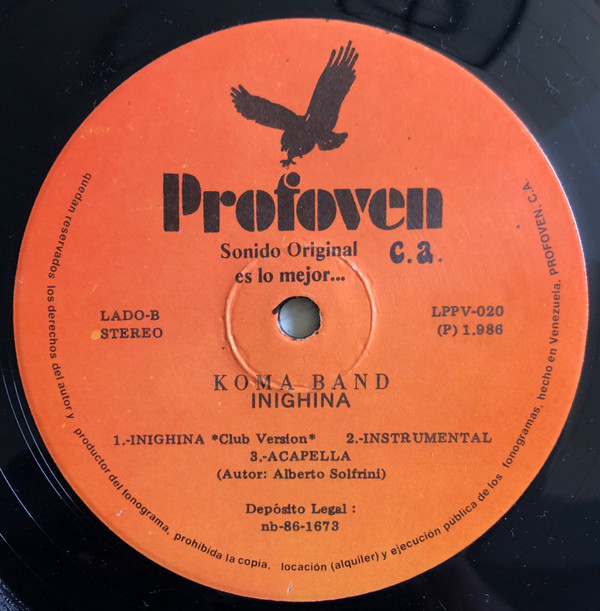 Profoven
c.a.
Sonido Original
es lo mejor...
LADO-B
STEREO
LPPV-020
(P) 1.986
KOMA BAND
INIGHINA
1.-INIGHINA *Club Version* 2.-INSTRUMENTAL
3.-ACAPELLA
(Autor: Alberto Solfrini)
Depósito Legal :
nb-86-1673
quedan reservados los derechos del autor y productor del fonograma, prohibida la copia, locación (alquiler) y ejecución pública de los fonogramas, hecho en Venezuela. PROFOVEN, C.A.